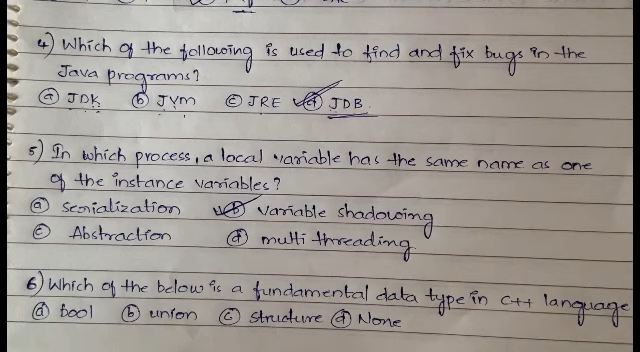 4) Which of the following is used to find and fix bugs in the
Java programs?
ⓐ JDK ⓑ JVM ⓒ JRE ⓓ JDB.
5) In which process, a local variable has the same name as one
of the instance variables?
ⓐ serialization ⓑ variable shadowing
ⓒ Abstraction ⓓ multi threading
6) Which of the below is a fundamental data type in C++ language
ⓐ bool ⓑ union ⓒ structure ⓓ None